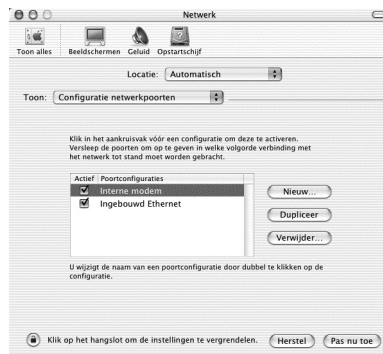 Netwerk
Toon alles Beeldschermen Geluid Opstartschijf
Locatie: Automatisch
Toon: Configuratie netwerkpoorten
Klik in het aankruisvak vóór een configuratie om deze te activeren.
Versleep de poorten om op te geven in welke volgorde verbinding met
het netwerk tot stand moet worden gebracht.
Actief Poortconfiguraties
Interne modem
Ingebouwd Ethernet
Nieuw...
Dupliceer
Verwijder...
U wijzigt de naam van een poortconfiguratie door dubbel te klikken op de
configuratie.
Klik op het hangslot om de instellingen te vergrendelen. Herstel Pas nu toe